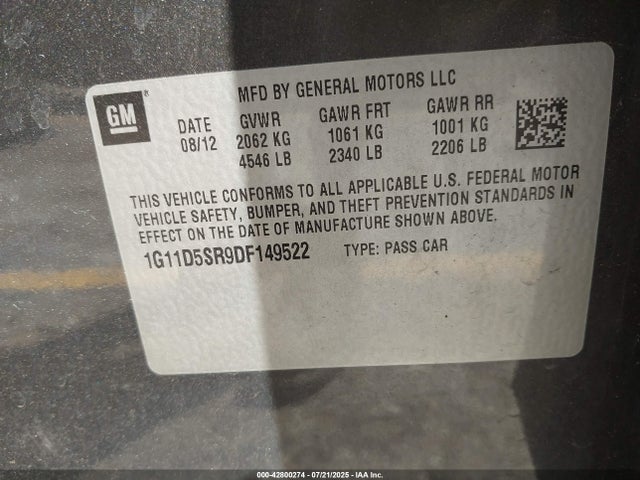 GM®
MFD BY GENERAL MOTORS LLC
DATE GVWR GAWR FRT GAWR RR
08/12 2062 KG 1061 KG 1001 KG
4546 LB 2340 LB 2206 LB
THIS VEHICLE CONFORMS TO ALL APPLICABLE U.S. FEDERAL MOTOR
VEHICLE SAFETY, BUMPER, AND THEFT PREVENTION STANDARDS IN
EFFECT ON THE DATE OF MANUFACTURE SHOWN ABOVE.
1G11D5SR9DF149522 TYPE: PASS CAR
000-42800274 | 07/21/2025 - IAA Inc.